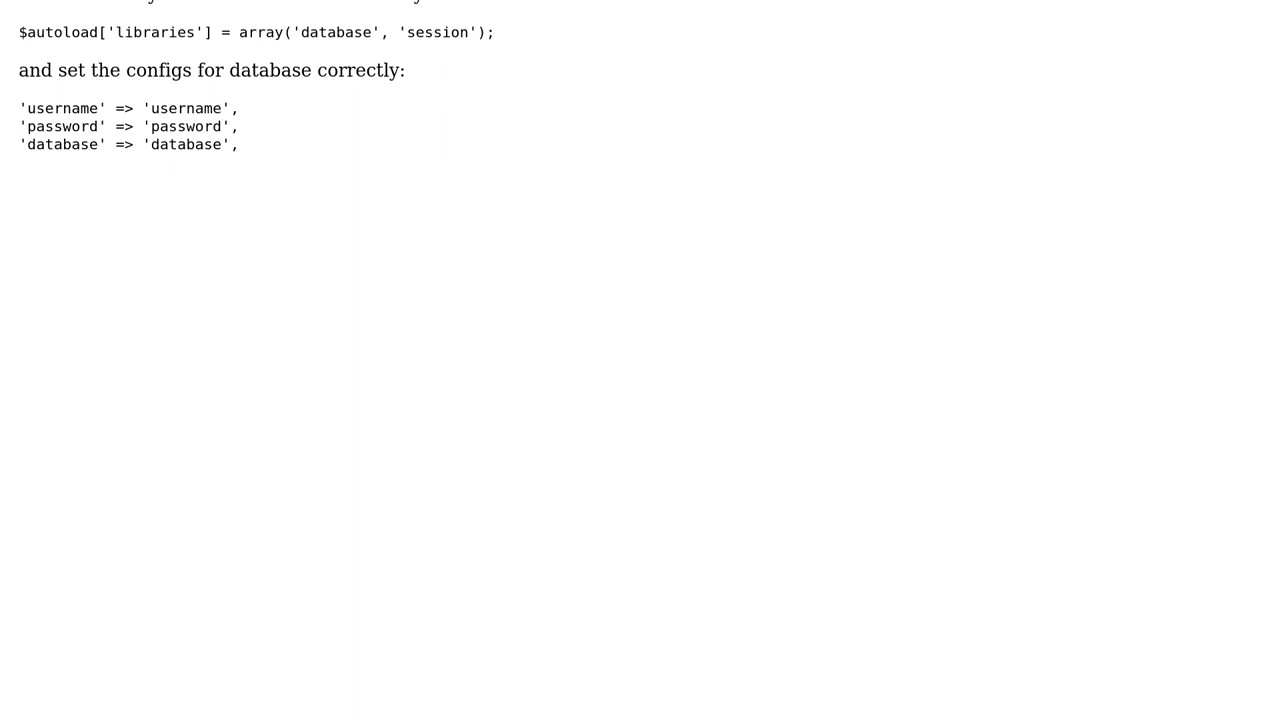 $autoload['libraries'] = array('database', 'session');
and set the configs for database correctly:
'username' => 'username',
'password' => 'password',
'database' => 'database',